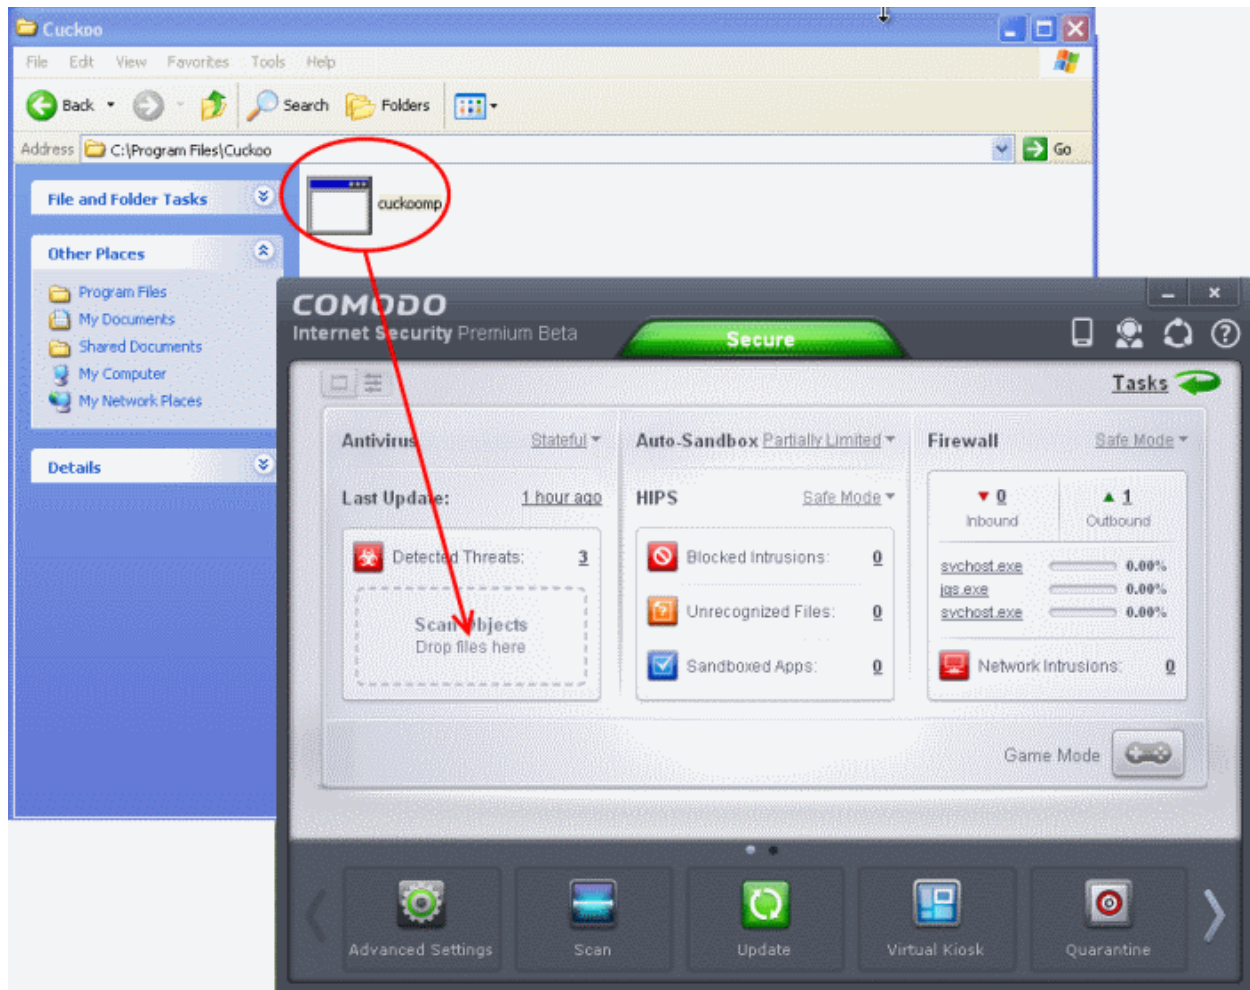 Cuckoo
File Edit View Favorites Tools Help
Back Search Folders
Address C:\Program Files\Cuckoo Go
File and Folder Tasks
cuckoomp
Other Places
Program Files
My Documents
Shared Documents
My Computer
My Network Places
Details
COMODO
Internet Security Premium Beta
Secure
Tasks
Antivirus Stateful
Auto-Sandbox Partially Limited
Firewall Safe Mode
Last Update: 1 hour ago
HIPS Safe Mode
0 1
Inbound Outbound
Detected Threats: 3
Blocked Intrusions: 0
svchost.exe 0.00%
jqs.exe 0.00%
svchost.exe 0.00%
Scan Objects
Drop files here
Unrecognized Files: 0
Sandboxed Apps: 0
Network Intrusions: 0
Game Mode
Advanced Settings Scan Update Virtual Kiosk Quarantine